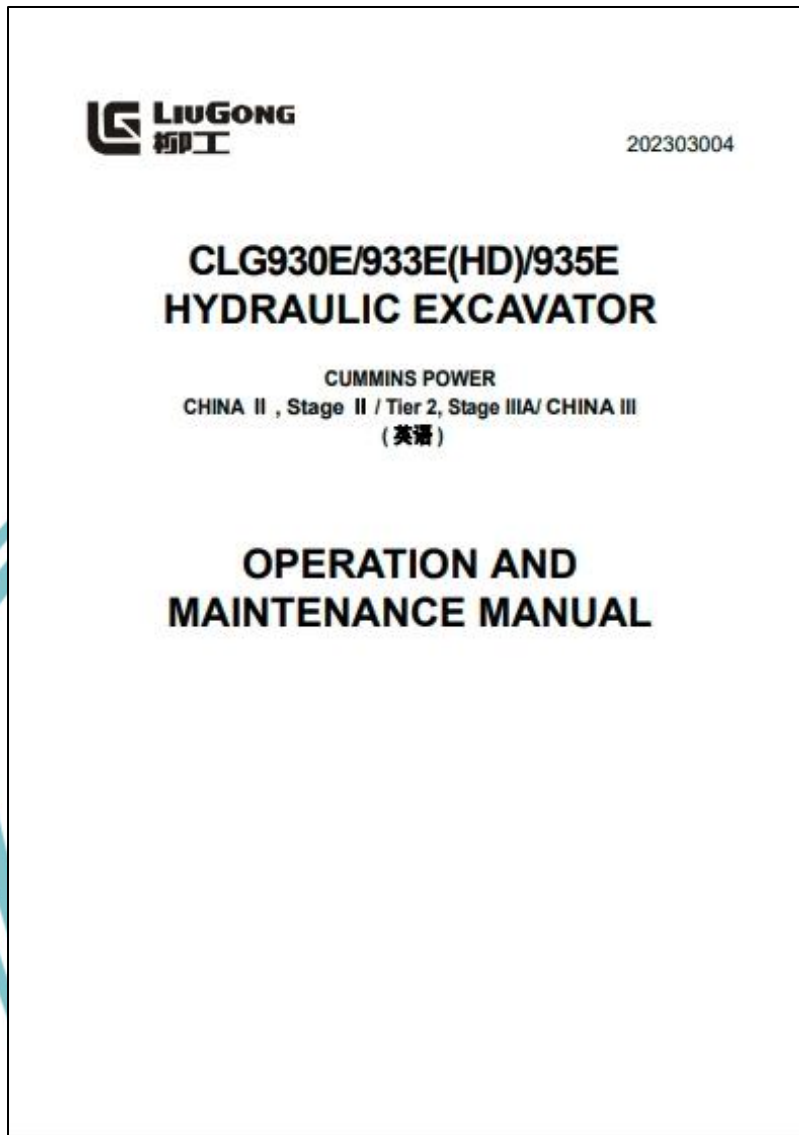 LIUGONG
柳工
202303004
CLG930E/933E(HD)/935E
HYDRAULIC EXCAVATOR
CUMMINS POWER
CHINA II , Stage II / Tier 2, Stage IIIA/ CHINA III
( 英语 )
OPERATION AND
MAINTENANCE MANUAL